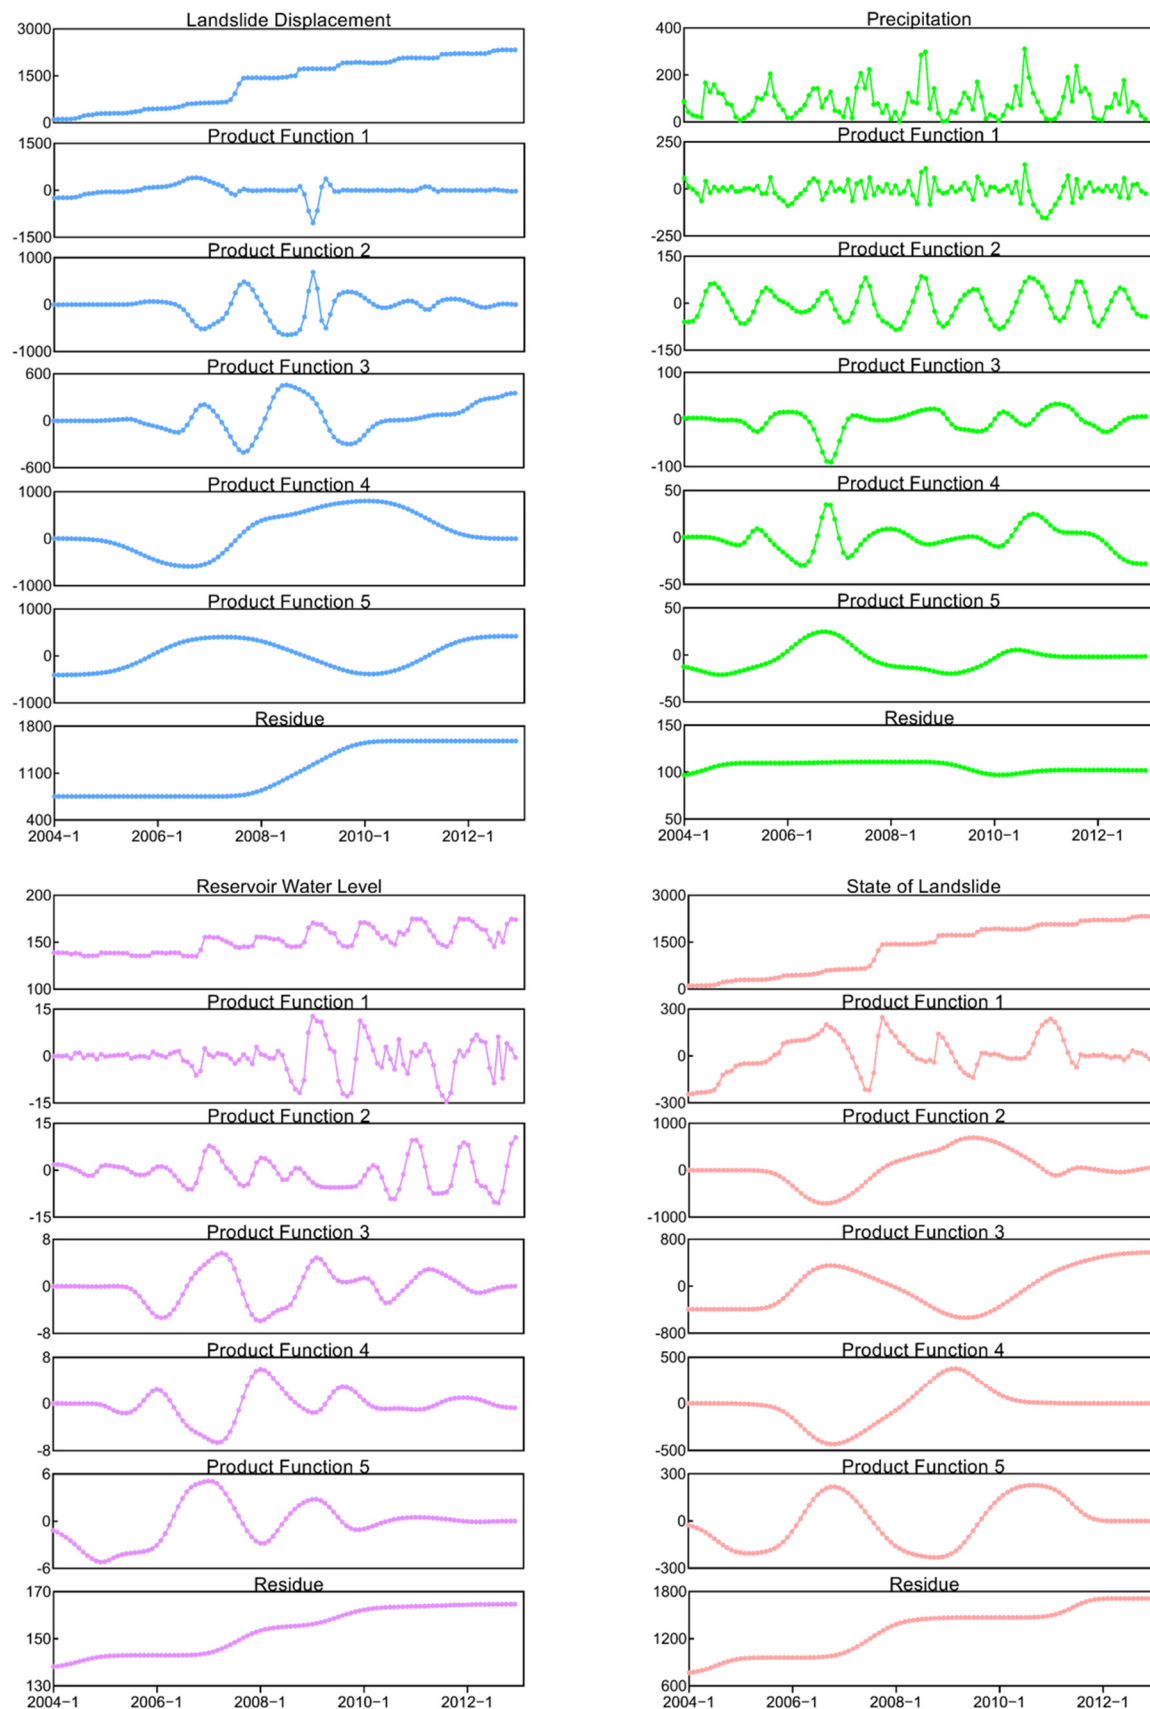 Landslide Displacement
3000
1500
0
Product Function 1
1500
0
-1500
Product Function 2
1000
0
-1000
Product Function 3
600
0
-600
Product Function 4
1000
0
-1000
Product Function 5
1000
0
-1000
Residue
1800
1100
400
2004-1 2006-1 2008-1 2010-1 2012-1
Precipitation
400
200
0
Product Function 1
250
0
-250
Product Function 2
150
0
-150
Product Function 3
100
0
-100
Product Function 4
50
0
-50
Product Function 5
50
0
-50
Residue
150
100
50
2004-1 2006-1 2008-1 2010-1 2012-1
Reservoir Water Level
200
150
100
Product Function 1
15
0
-15
Product Function 2
15
0
-15
Product Function 3
8
0
-8
Product Function 4
8
0
-8
Product Function 5
6
0
-6
Residue
170
150
130
2004-1 2006-1 2008-1 2010-1 2012-1
State of Landslide
3000
1500
0
Product Function 1
300
0
-300
Product Function 2
1000
0
-1000
Product Function 3
800
0
-800
Product Function 4
500
0
-500
Product Function 5
300
0
-300
Residue
1800
1200
600
2004-1 2006-1 2008-1 2010-1 2012-1